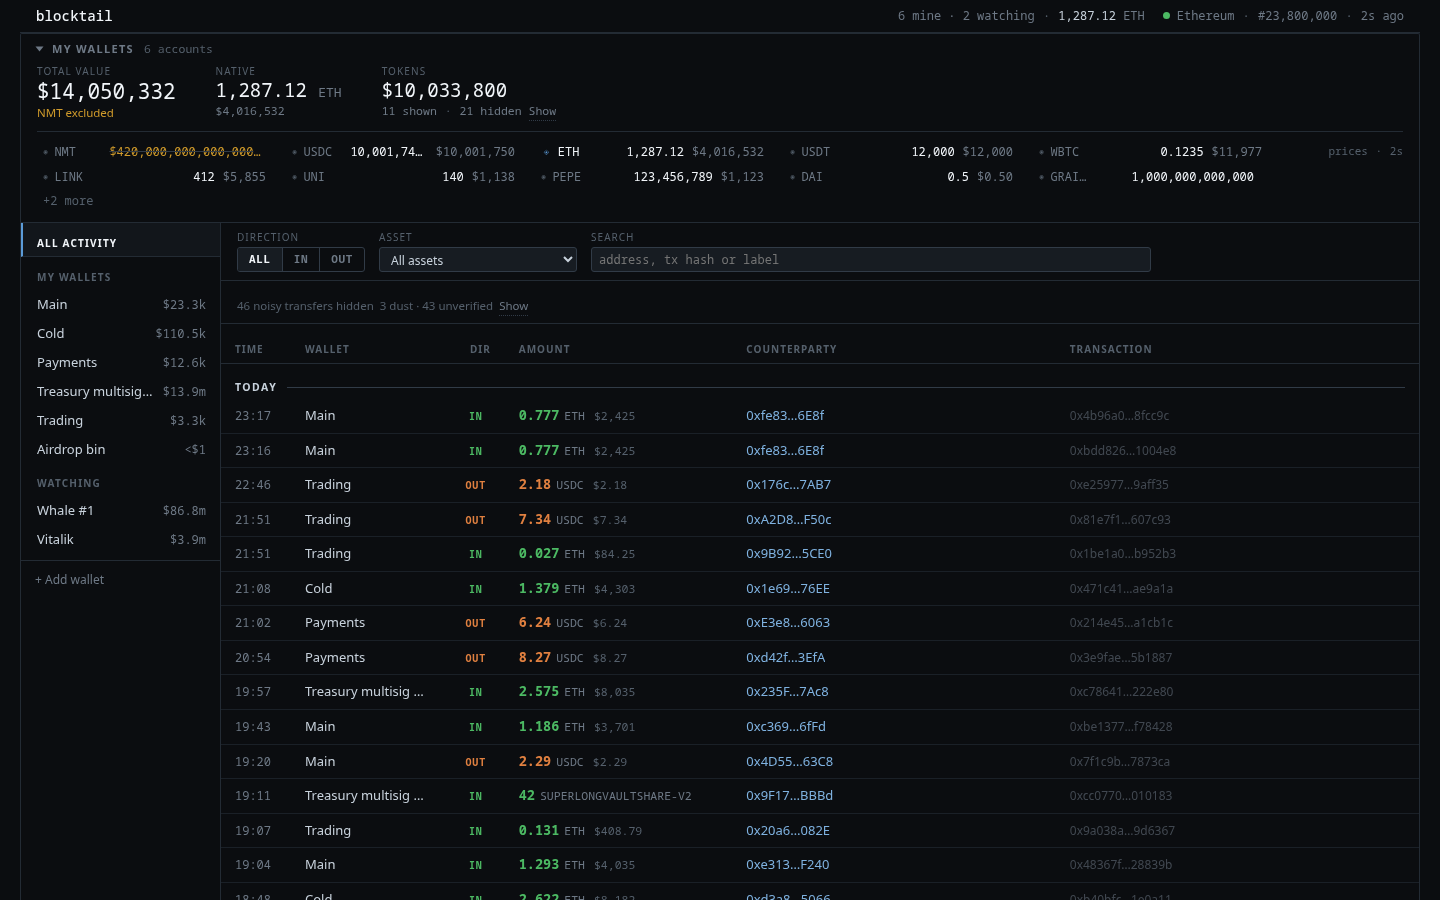 blocktail
6 mine · 2 watching · 1,287.12 ETH Ethereum · #23,800,000 · 2s ago
MY WALLETS 6 accounts
TOTAL VALUE NATIVE TOKENS
$14,050,332 1,287.12 ETH $10,033,800
NMT excluded $4,016,532 11 shown · 21 hidden Show
NMT $420,000,000,000,000… USDC 10,001,74… $10,001,750 ETH 1,287.12 $4,016,532 USDT 12,000 $12,000 WBTC 0.1235 $11,977 prices · 2s
LINK 412 $5,855 UNI 140 $1,138 PEPE 123,456,789 $1,123 DAI 0.5 $0.50 GRAI… 1,000,000,000,000
+2 more
ALL ACTIVITY
MY WALLETS
Main $23.3k
Cold $110.5k
Payments $12.6k
Treasury multisig… $13.9m
Trading $3.3k
Airdrop bin <$1
WATCHING
Whale #1 $86.8m
Vitalik $3.9m
+ Add wallet
DIRECTION ASSET SEARCH
ALL IN OUT All assets address, tx hash or label
46 noisy transfers hidden 3 dust · 43 unverified Show
TIME WALLET DIR AMOUNT COUNTERPARTY TRANSACTION
TODAY
23:17 Main IN 0.777 ETH $2,425 0xfe83…6E8f 0x4b96a0…8fcc9c
23:16 Main IN 0.777 ETH $2,425 0xfe83…6E8f 0xbdd826…1004e8
22:46 Trading OUT 2.18 USDC $2.18 0x176c…7AB7 0xe25977…9aff35
21:51 Trading OUT 7.34 USDC $7.34 0xA2D8…F50c 0x81e7f1…607c93
21:51 Trading IN 0.027 ETH $84.25 0x9B92…5CE0 0x1be1a0…b952b3
21:08 Cold IN 1.379 ETH $4,303 0x1e69…76EE 0x471c41…ae9a1a
21:02 Payments OUT 6.24 USDC $6.24 0xE3e8…6063 0x214e45…a1cb1c
20:54 Payments OUT 8.27 USDC $8.27 0xd42f…3EfA 0x3e9fae…5b1887
19:57 Treasury multisig … IN 2.575 ETH $8,035 0x235F…7Ac8 0xc78641…222e80
19:43 Main IN 1.186 ETH $3,701 0xc369…6fFd 0xbe1377…f78428
19:20 Main OUT 2.29 USDC $2.29 0x4D55…63C8 0x7f1c9b…7873ca
19:11 Treasury multisig … IN 42 SUPERLONGVAULTSHARE-V2 0x9F17…BBBd 0xcc0770…010183
19:07 Trading IN 0.131 ETH $408.79 0x20a6…082E 0x9a038a…9d6367
19:04 Main IN 1.293 ETH $4,035 0xe313…F240 0x48367f…28839b
18:48 Cold IN 2.622 ETH $8,182 0xd3a8…5066